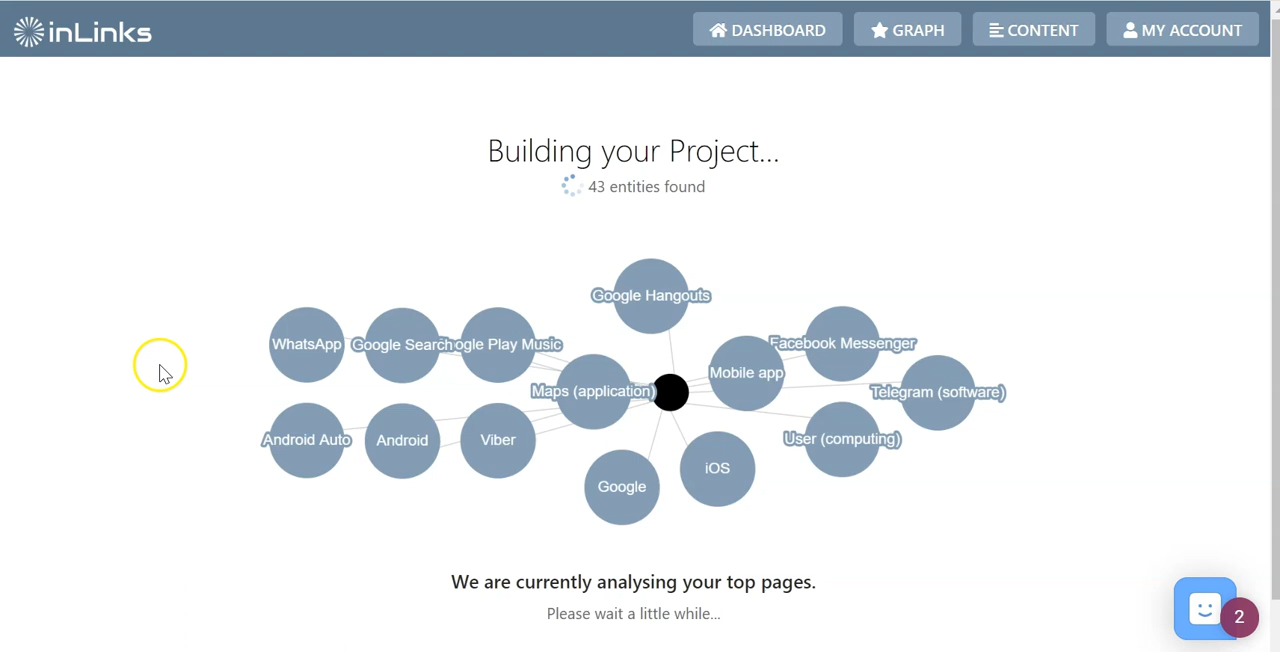 inLinks
DASHBOARD
GRAPH
CONTENT
MY ACCOUNT
Building your Project...
43 entities found
Google Hangouts
WhatsApp
Google Search
ogle Play Music
Facebook Messenger
Mobile app
Maps (application)
Telegram (software)
Android Auto
Android
Viber
User (computing)
iOS
Google
We are currently analysing your top pages.
Please wait a little while...
2